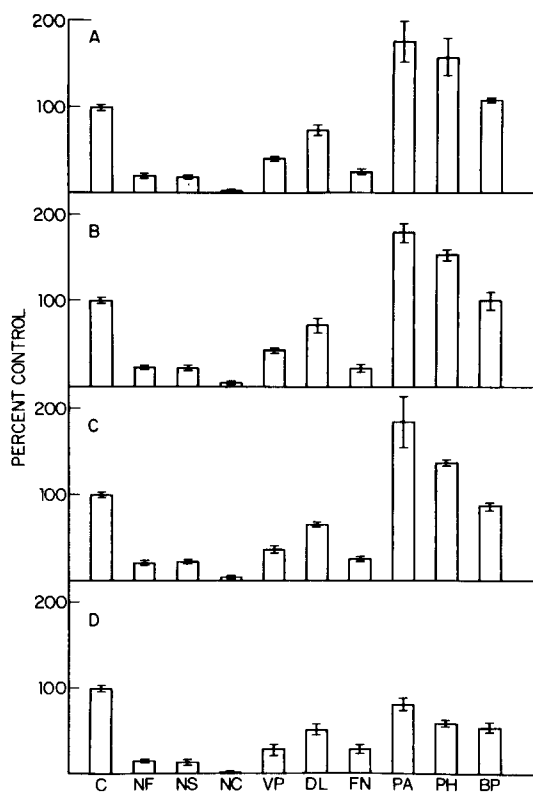 A
200
100
B
200
100
C
200
100
D
200
100
PERCENT CONTROL
C NF NS NC VP DL FN PA PH BP